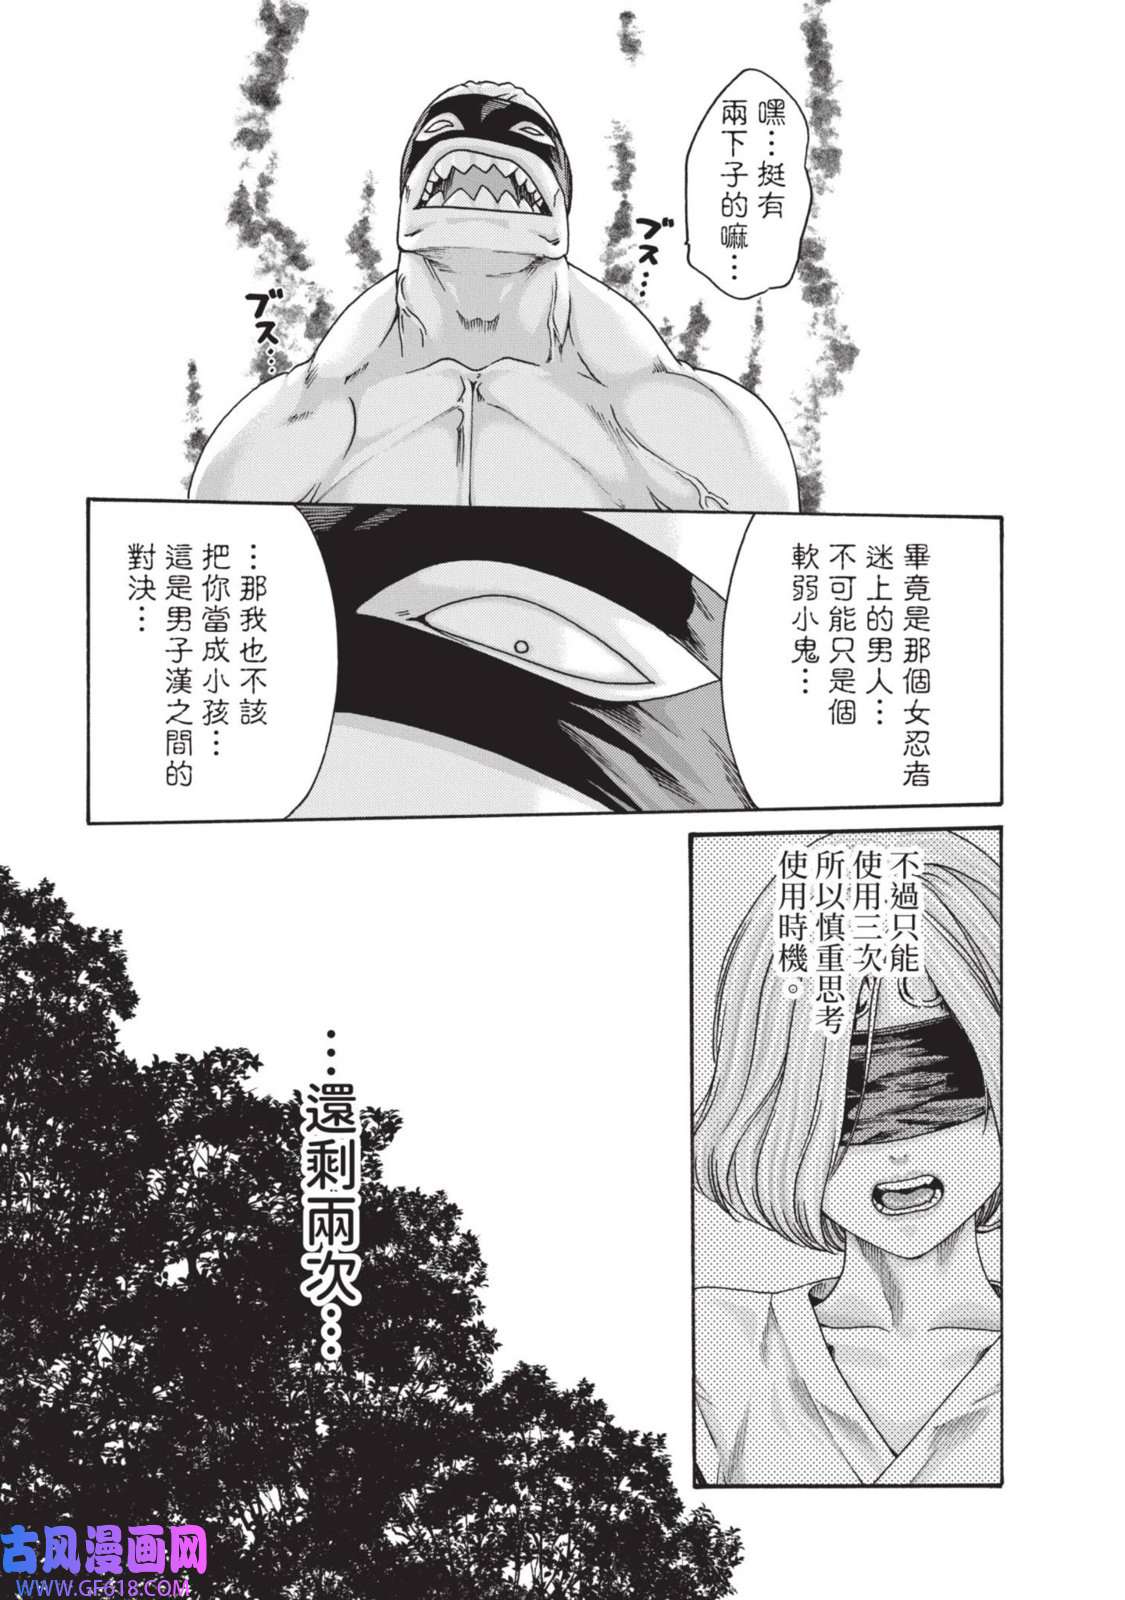 嘿…挺有
兩下子的嘛…
ブス…
ブス…
畢竟是那個女忍者
迷上的男人…
不可能只是個
軟弱小鬼…
…那我也不該
把你當成小孩…
這是男子漢之間的
對決…
不過只能
使用三次，
所以慎重思考
使用時機。
…還剩兩次…
古风漫画网
WWW.GF618.COM